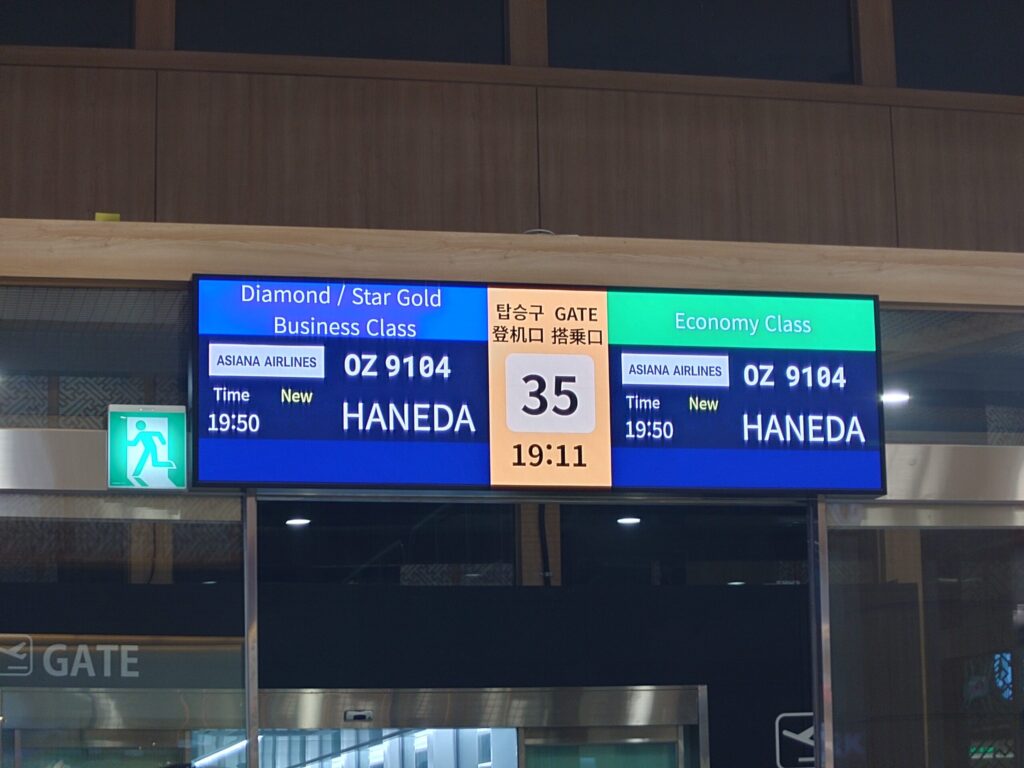 Diamond / Star Gold
Business Class
ASIANA AIRLINES
OZ 9104
Time
New
19:50
HANEDA
탑승구 GATE
登机口 搭乗口
35
19:11
Economy Class
ASIANA AIRLINES
OZ 9104
Time
New
19:50
HANEDA
GATE